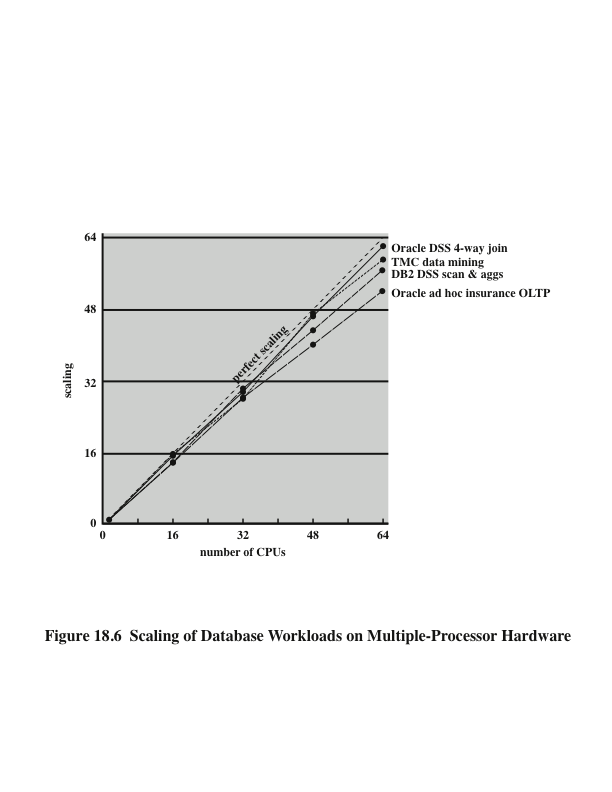 64
48
32
16
0
scaling
perfect scaling
Oracle DSS 4-way join
TMC data mining
DB2 DSS scan & aggs
Oracle ad hoc insurance OLTP
0 16 32 48 64
number of CPUs
Figure 18.6 Scaling of Database Workloads on Multiple-Processor Hardware